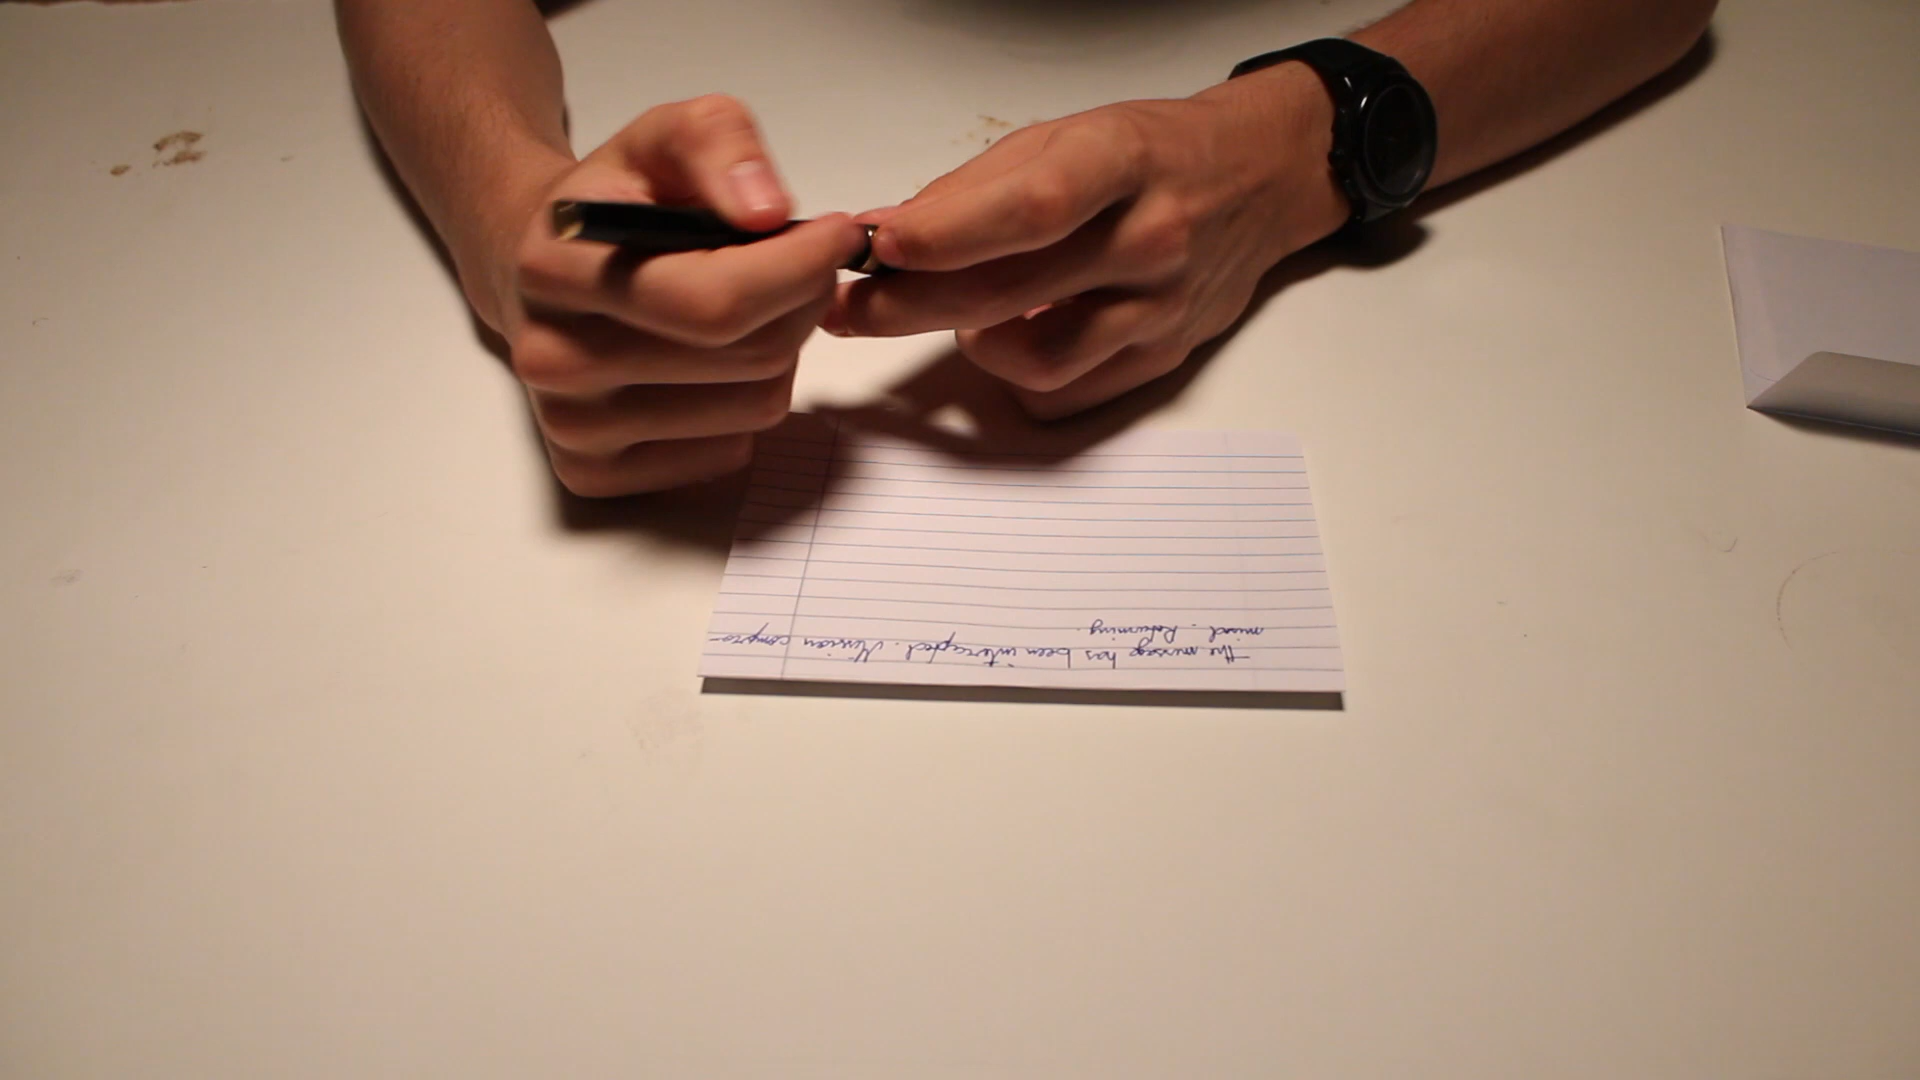 The message has been intercepted. Mission compro-
mised. Returning.